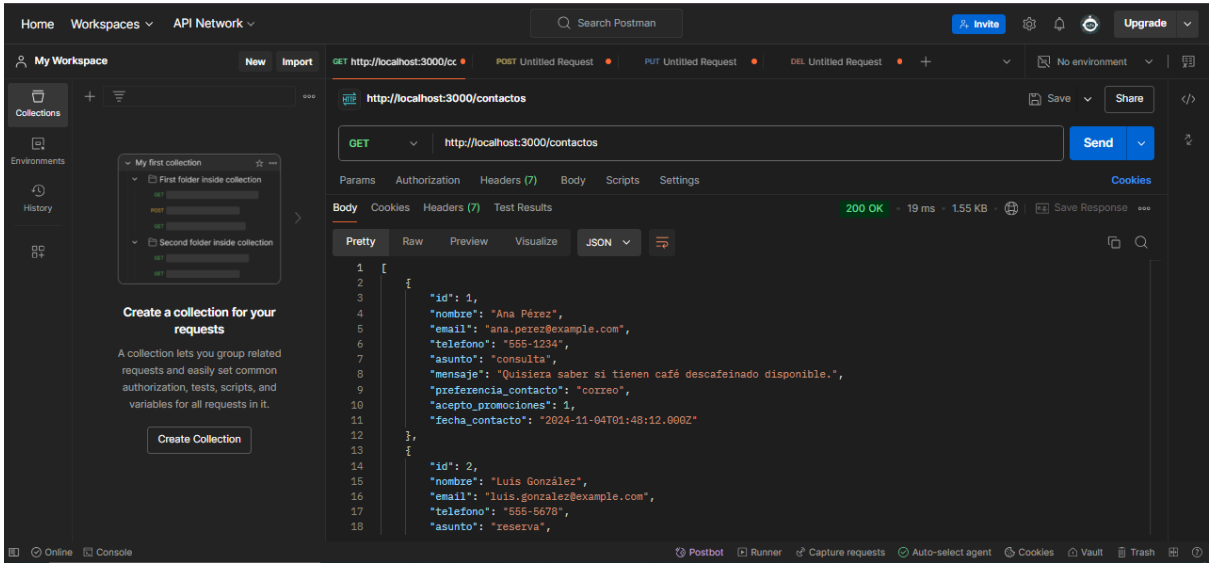 Home Workspaces API Network Search Postman Invite Upgrade
My Workspace New Import GET http://localhost:3000/cc POST Untitled Request PUT Untitled Request DEL Untitled Request + No environment
Collections
Environments
History
My first collection
First folder inside collection
GET
POST
GET
Second folder inside collection
GET
GET
Create a collection for your
requests
A collection lets you group related
requests and easily set common
authorization, tests, scripts, and
variables for all requests in it.
Create Collection
HTTP http://localhost:3000/contactos Save Share
GET http://localhost:3000/contactos Send
Params Authorization Headers (7) Body Scripts Settings Cookies
Body Cookies Headers (7) Test Results 200 OK 19 ms 1.55 KB Save Response
Pretty Raw Preview Visualize JSON
1 [
2 {
3 "id": 1,
4 "nombre": "Ana Pérez",
5 "email": "ana.perez@example.com",
6 "telefono": "555-1234",
7 "asunto": "consulta",
8 "mensaje": "Quisiera saber si tienen café descafeinado disponible.",
9 "preferencia_contacto": "correo",
10 "acepto_promociones": 1,
11 "fecha_contacto": "2024-11-04T01:48:12.000Z"
12 },
13 {
14 "id": 2,
15 "nombre": "Luis González",
16 "email": "luis.gonzalez@example.com",
17 "telefono": "555-5678",
18 "asunto": "reserva",
Online Console Postbot Runner Capture requests Auto-select agent Cookies Vault Trash